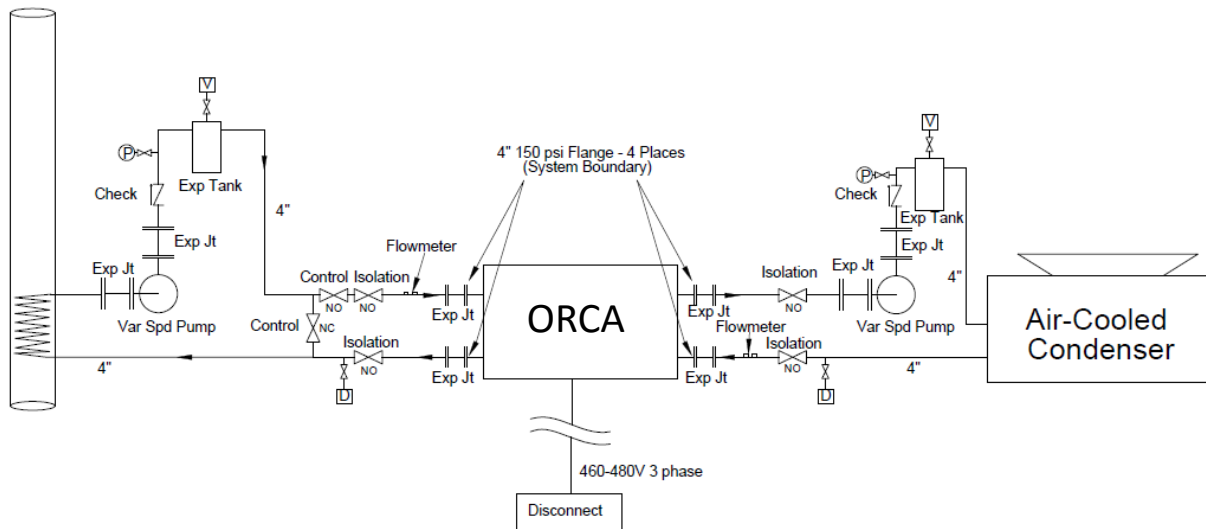 V
P
Exp Tank
Check
4"
Exp Jt
Exp Jt
Var Spd Pump
4"
Control
NC
Control
NO
Isolation
NO
Flowmeter
Exp Jt
Isolation
NO
D
Exp Jt
4" 150 psi Flange - 4 Places
(System Boundary)
ORCA
460-480V 3 phase
Disconnect
Exp Jt
Isolation
NO
Exp Jt
Var Spd Pump
Exp Jt
Check
P
V
Exp Tank
4"
Exp Jt
Flowmeter
Isolation
NO
D
4"
Air-Cooled
Condenser